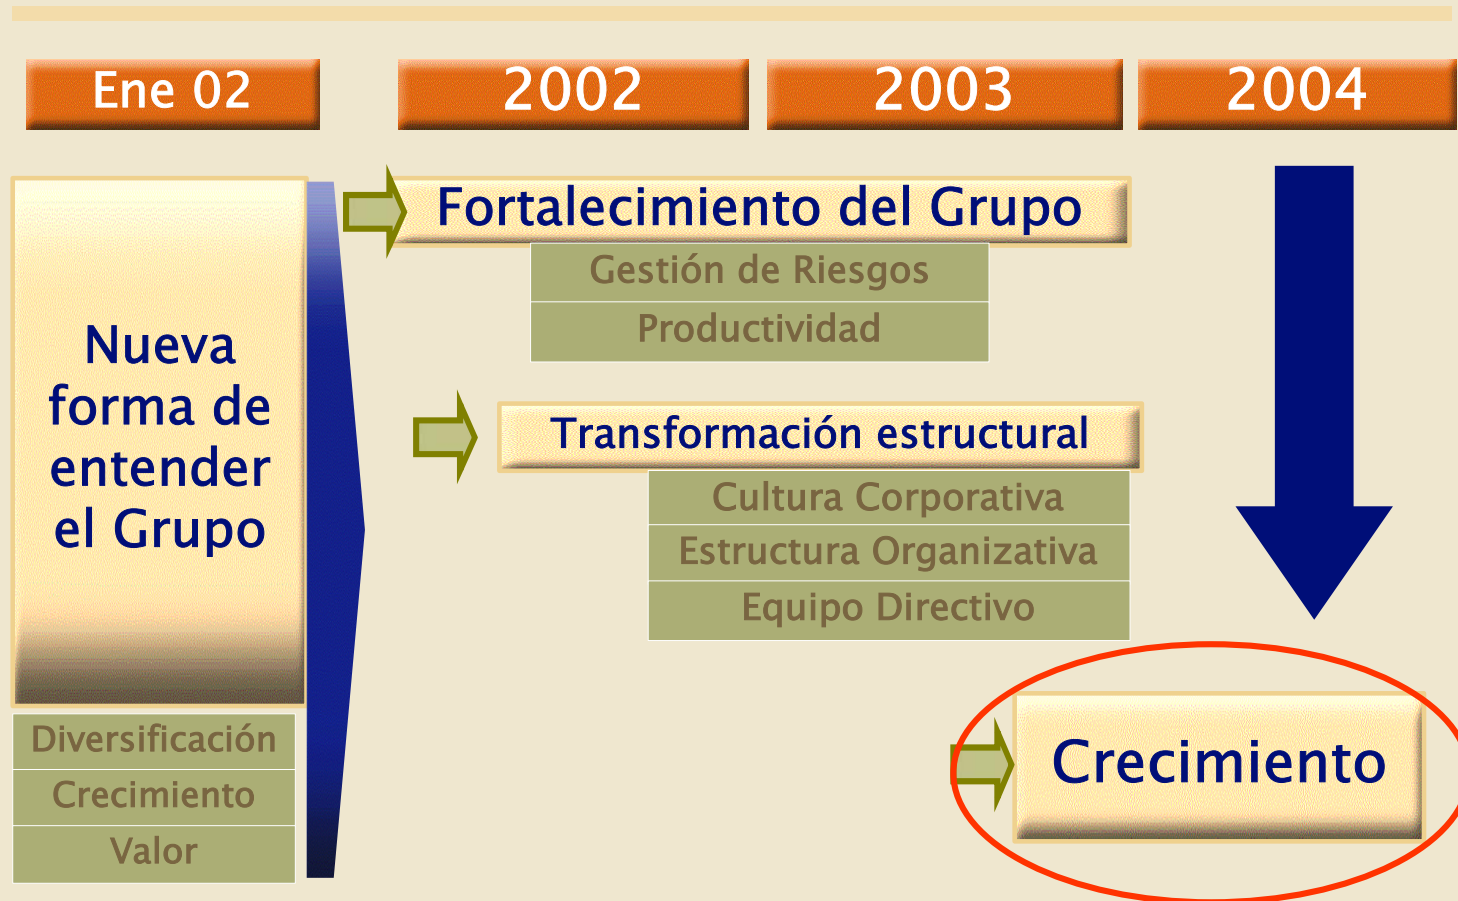 Ene 02
2002
2003
2004
Nueva
forma de
entender
el Grupo
Diversificación
Crecimiento
Valor
Fortalecimiento del Grupo
Gestión de Riesgos
Productividad
Transformación estructural
Cultura Corporativa
Estructura Organizativa
Equipo Directivo
Crecimiento